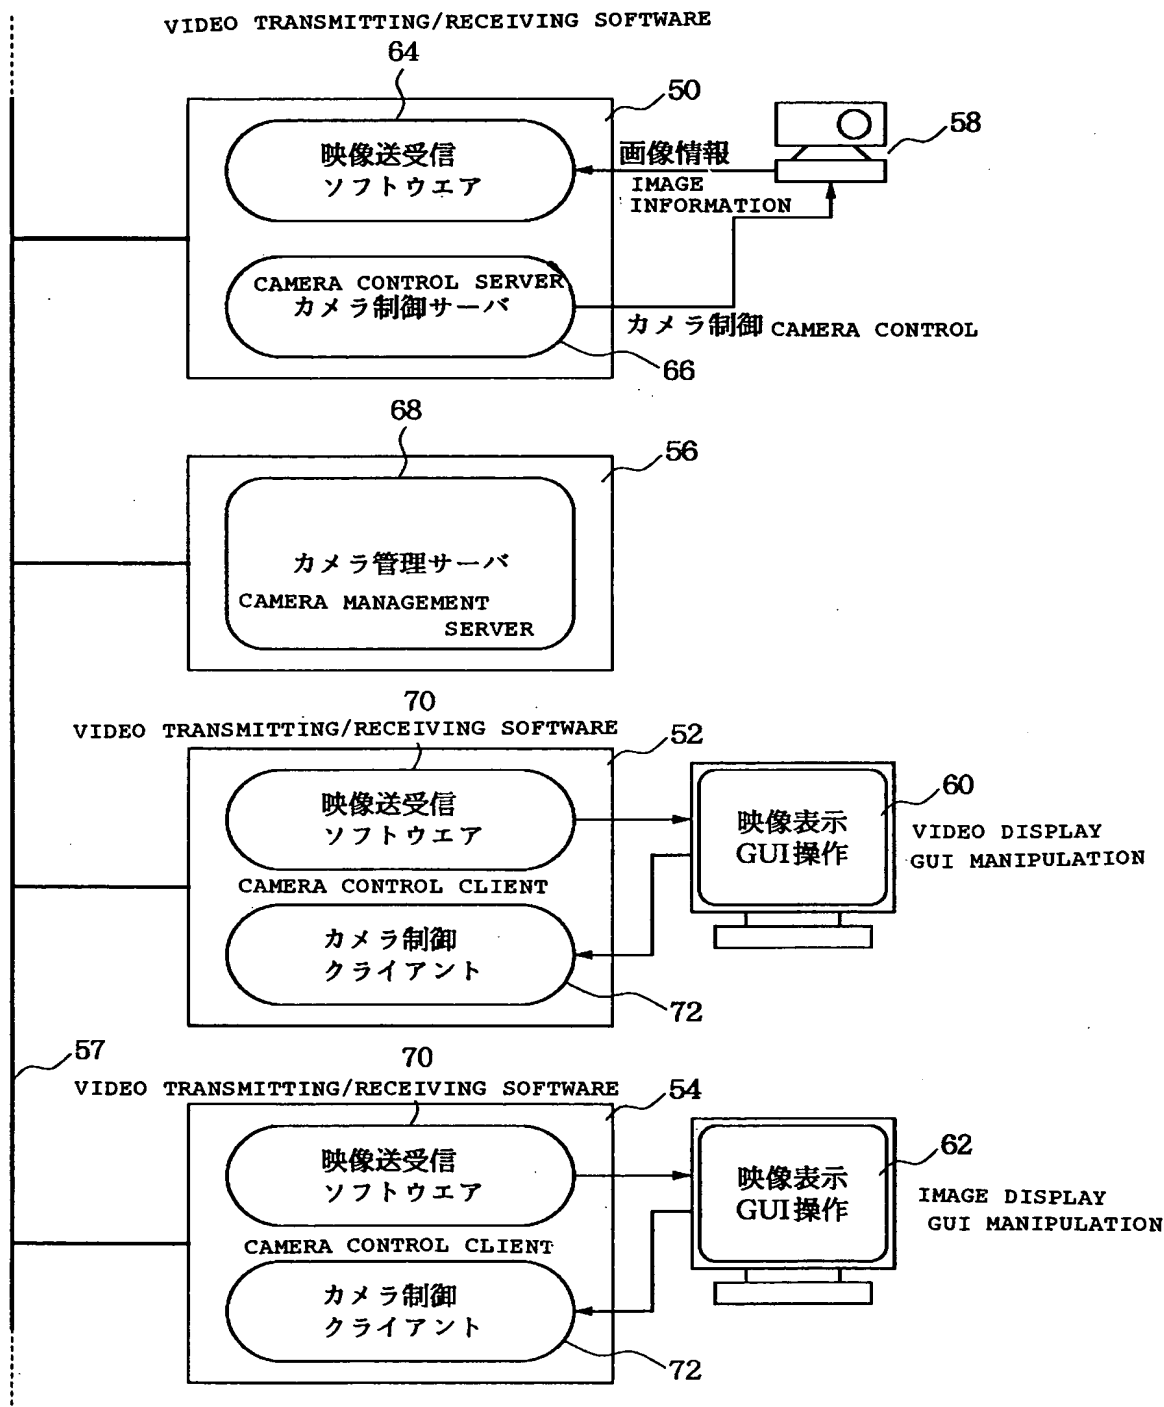 VIDEO TRANSMITTING/RECEIVING SOFTWARE
64
50
58
映像送受信
ソフトウエア
画像情報
IMAGE
INFORMATION
CAMERA CONTROL SERVER
カメラ制御サーバ
カメラ制御 CAMERA CONTROL
66
68
56
カメラ管理サーバ
CAMERA MANAGEMENT
SERVER
70
VIDEO TRANSMITTING/RECEIVING SOFTWARE
52
映像送受信
ソフトウエア
映像表示
GUI操作
60
VIDEO DISPLAY
GUI MANIPULATION
CAMERA CONTROL CLIENT
カメラ制御
クライアント
72
57
70
VIDEO TRANSMITTING/RECEIVING SOFTWARE
54
映像送受信
ソフトウエア
映像表示
GUI操作
62
IMAGE DISPLAY
GUI MANIPULATION
CAMERA CONTROL CLIENT
カメラ制御
クライアント
72